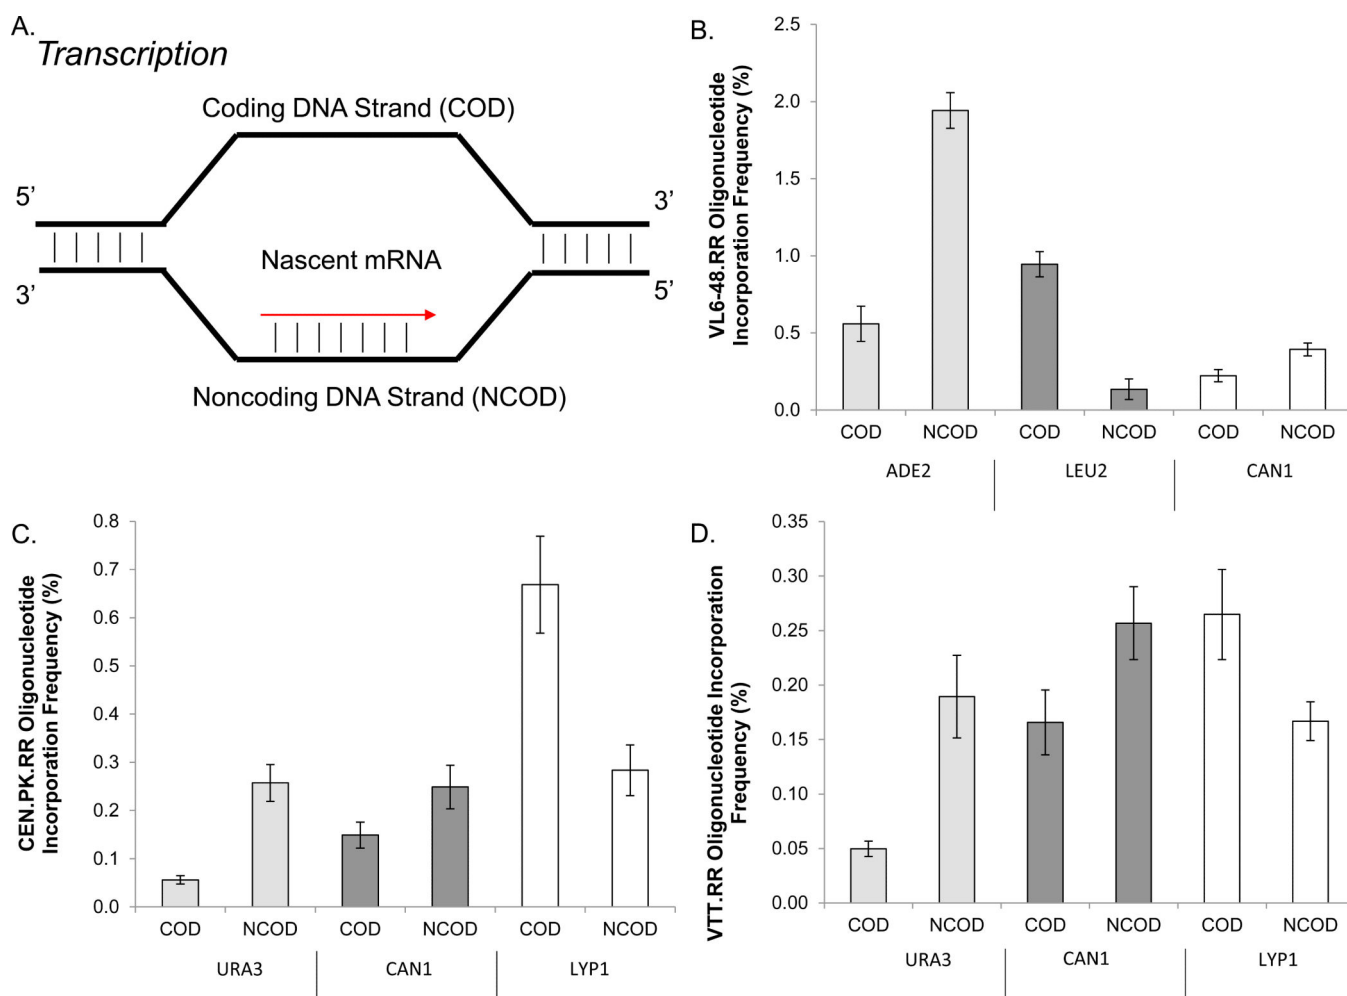 A.
Transcription
Coding DNA Strand (COD)
5’
3’
Nascent mRNA
3’
5’
Noncoding DNA Strand (NCOD)
B.
VL6-48.RR Oligonucleotide
Incorporation Frequency (%)
2.5
2.0
1.5
1.0
0.5
0.0
COD NCOD COD NCOD COD NCOD
ADE2 LEU2 CAN1
C.
CEN.PK.RR Oligonucleotide
Incorporation Frequency (%)
0.8
0.7
0.6
0.5
0.4
0.3
0.2
0.1
0.0
COD NCOD COD NCOD COD NCOD
URA3 CAN1 LYP1
D.
VTT.RR Oligonucleotide Incorporation
Frequency (%)
0.35
0.30
0.25
0.20
0.15
0.10
0.05
0.00
COD NCOD COD NCOD COD NCOD
URA3 CAN1 LYP1